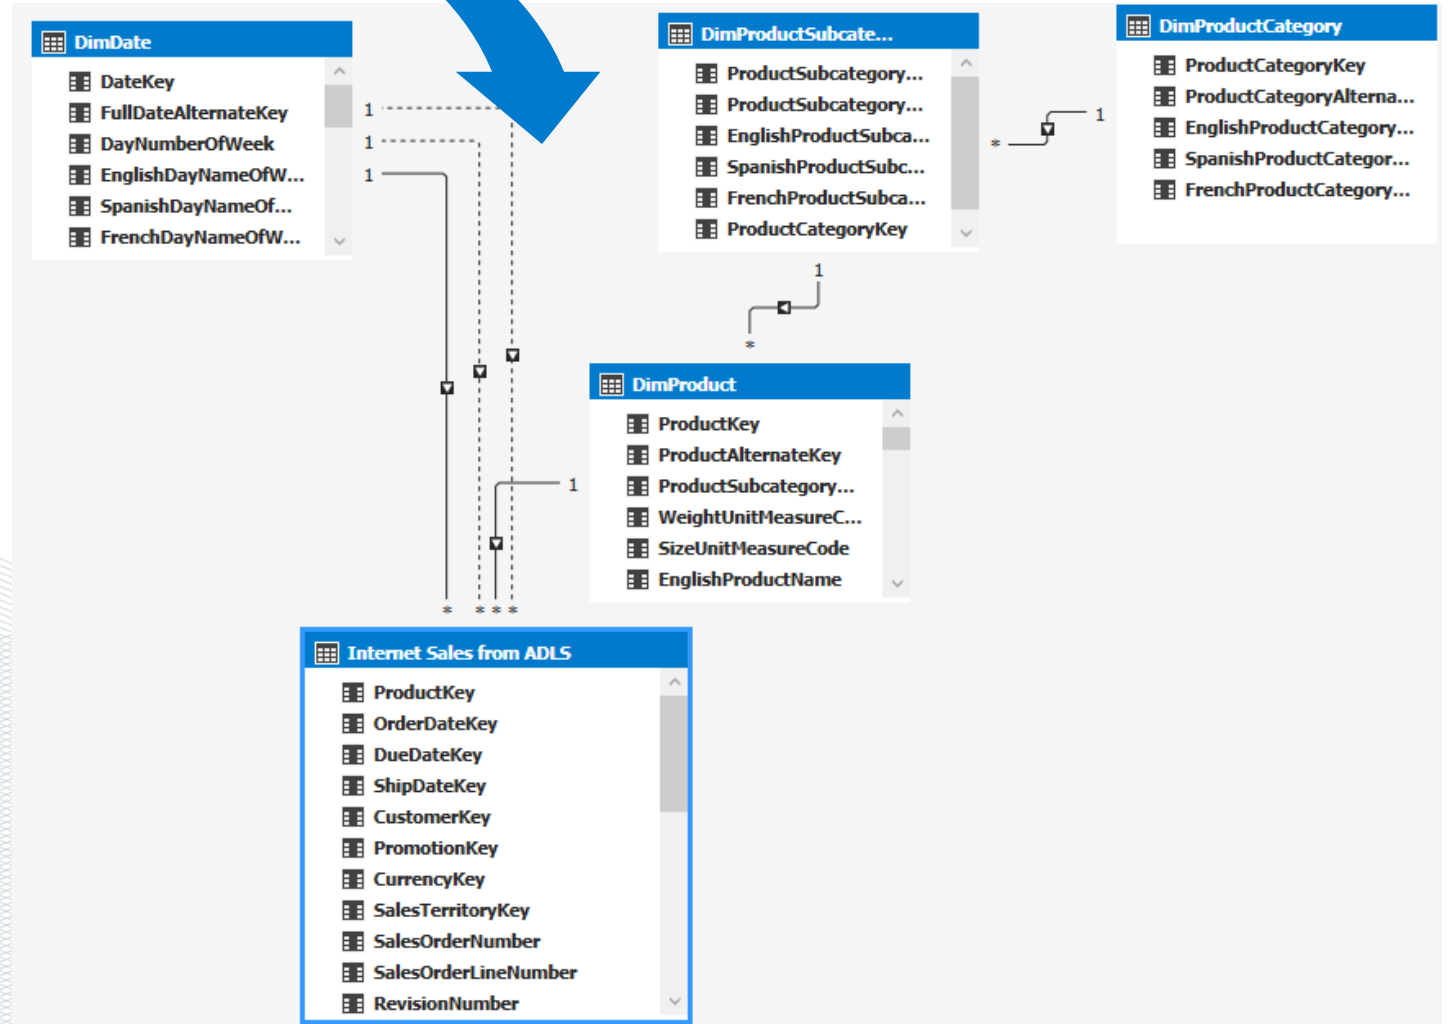 DimDate
DateKey
FullDateAlternateKey
DayNumberOfWeek
EnglishDayNameOfW...
SpanishDayNameOf...
FrenchDayNameOfW...
1
1
1
DimProductSubcate...
ProductSubcategory...
ProductSubcategory...
EnglishProductSubca...
SpanishProductSubc...
FrenchProductSubca...
ProductCategoryKey
* 1
DimProductCategory
ProductCategoryKey
ProductCategoryAlterna...
EnglishProductCategory...
SpanishProductCategor...
FrenchProductCategory...
1
*
DimProduct
ProductKey
ProductAlternateKey
ProductSubcategory...
WeightUnitMeasureC...
SizeUnitMeasureCode
EnglishProductName
1
* * * *
Internet Sales from ADLS
ProductKey
OrderDateKey
DueDateKey
ShipDateKey
CustomerKey
PromotionKey
CurrencyKey
SalesTerritoryKey
SalesOrderNumber
SalesOrderLineNumber
RevisionNumber